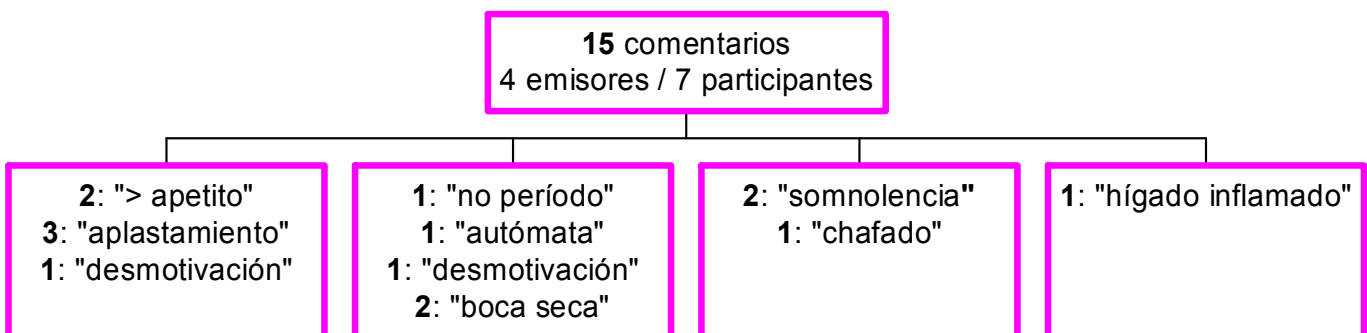 15 comentarios
4 emisores / 7 participantes
2: "> apetito"
3: "aplastamiento"
1: "desmotivación"
1: "no período"
1: "autómata"
1: "desmotivación"
2: "boca seca"
2: "somnolencia"
1: "chafado"
1: "hígado inflamado"